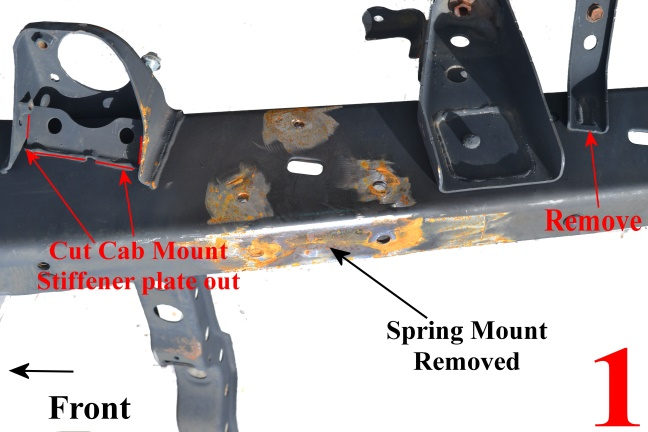 Remove
Cut Cab Mount
Stiffener plate out
Spring Mount
Removed
Front
1